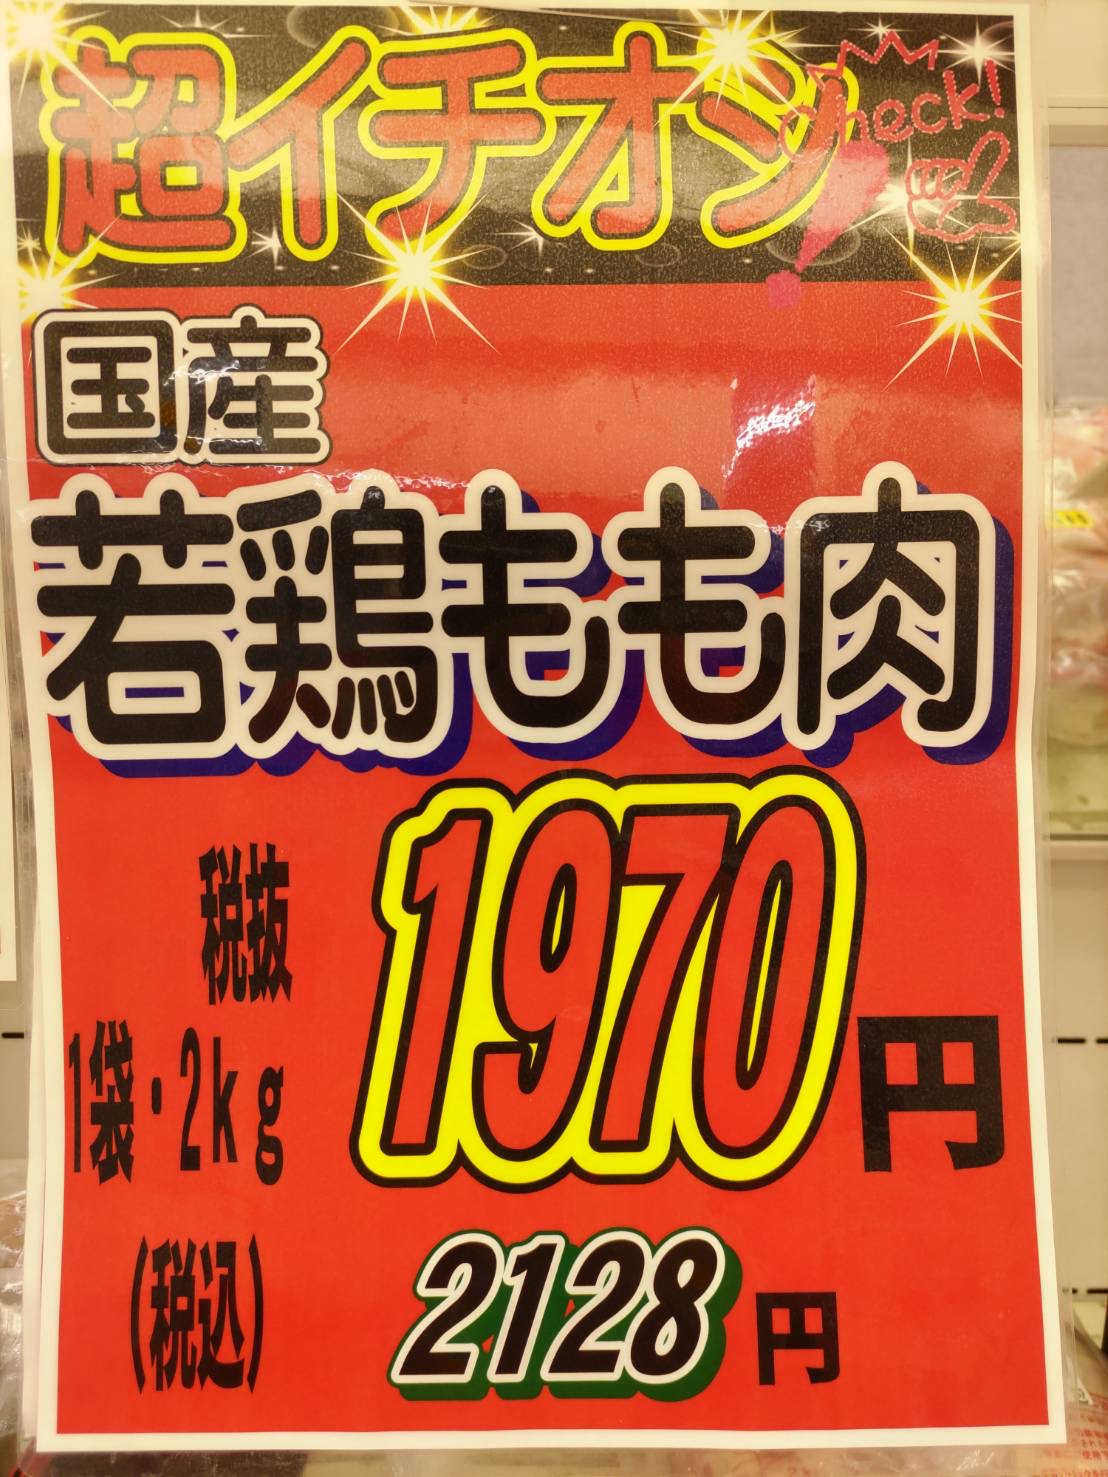 超イチオシ
Check!
国産
若鶏もも肉
税抜
1970円
1袋・2kg
(税込) 2128円